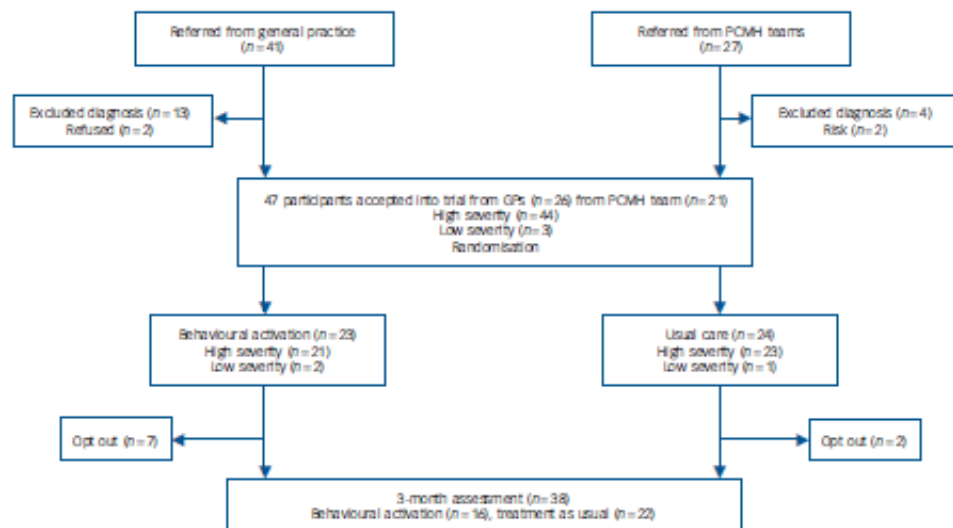 Referred from general practice
(n=41)
Referred from PCMH teams
(n=27)
Excluded diagnosis (n=13)
Refused (n=2)
Excluded diagnosis (n=4)
Risk (n=2)
47 participants accepted into trial from GPs (n=26) from PCMH team (n=21)
High severity (n=44)
Low severity (n=3)
Randomisation
Behavioural activation (n=23)
High severity (n=21)
Low severity (n=2)
Usual care (n=24)
High severity (n=23)
Low severity (n=1)
Opt out (n=7)
Opt out (n=2)
3-month assessment (n=38)
Behavioural activation (n=16), treatment as usual (n=22)